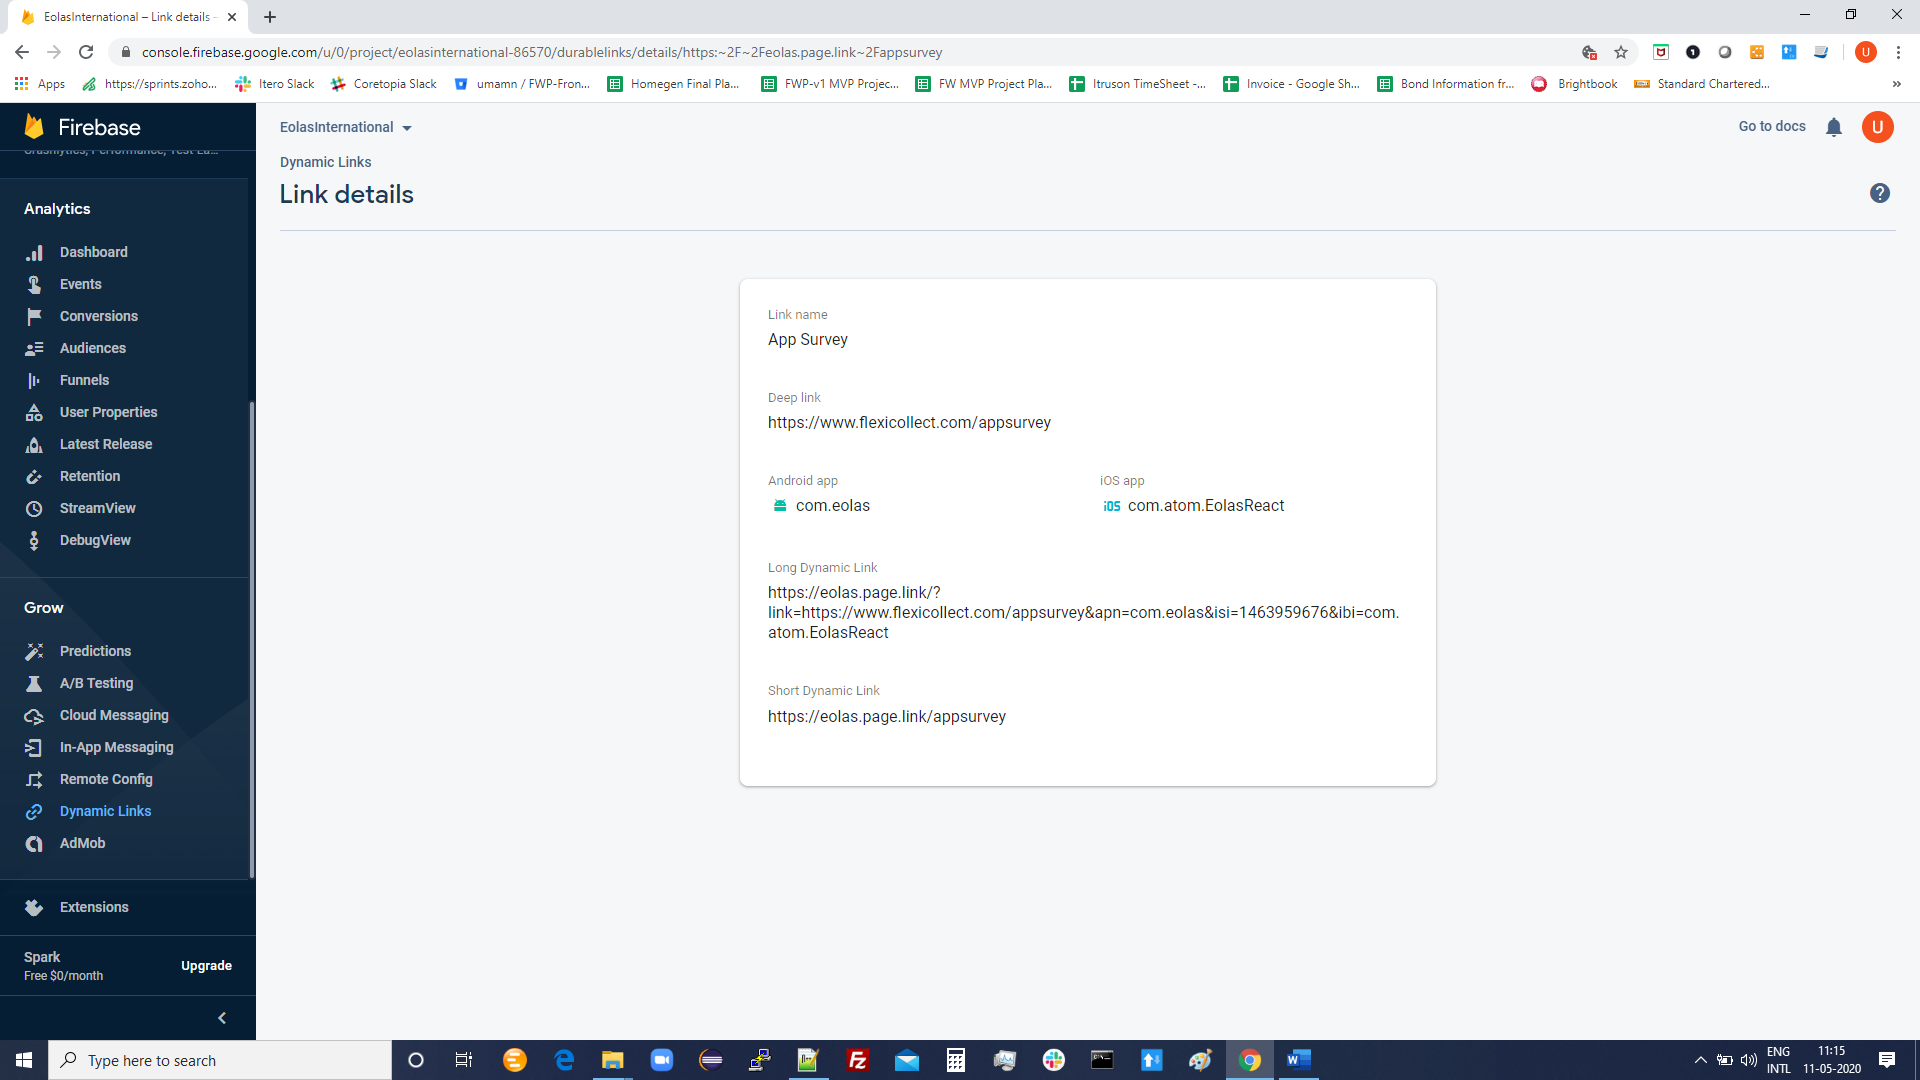 EolasInternational – Link details -
console.firebase.google.com/u/0/project/eolasinternational-86570/durablelinks/details/https:~2F~2Feolas.page.link~2Fappsurvey
U
Apps
https://sprints.zoho...
Itero Slack
Coretopia Slack
umamn / FWP-Fron...
Homegen Final Pla...
FWP-v1 MVP Projec...
FW MVP Project Pla...
Itruson TimeSheet -...
Invoice - Google Sh...
Bond Information fr...
Brightbook
Standard Chartered...
»
Firebase
Crashlytics, Performance, Test La...
Analytics
Dashboard
Events
Conversions
Audiences
Funnels
User Properties
Latest Release
Retention
StreamView
DebugView
Grow
Predictions
A/B Testing
Cloud Messaging
In-App Messaging
Remote Config
Dynamic Links
AdMob
Extensions
Spark
Free $0/month
Upgrade
EolasInternational
Go to docs
U
Dynamic Links
Link details
?
Link name
App Survey
Deep link
https://www.flexicollect.com/appsurvey
Android app
com.eolas
iOS app
iOS com.atom.EolasReact
Long Dynamic Link
https://eolas.page.link/?
link=https://www.flexicollect.com/appsurvey&apn=com.eolas&isi=1463959676&ibi=com.
atom.EolasReact
Short Dynamic Link
https://eolas.page.link/appsurvey
Type here to search
ENG
INTL
11:15
11-05-2020